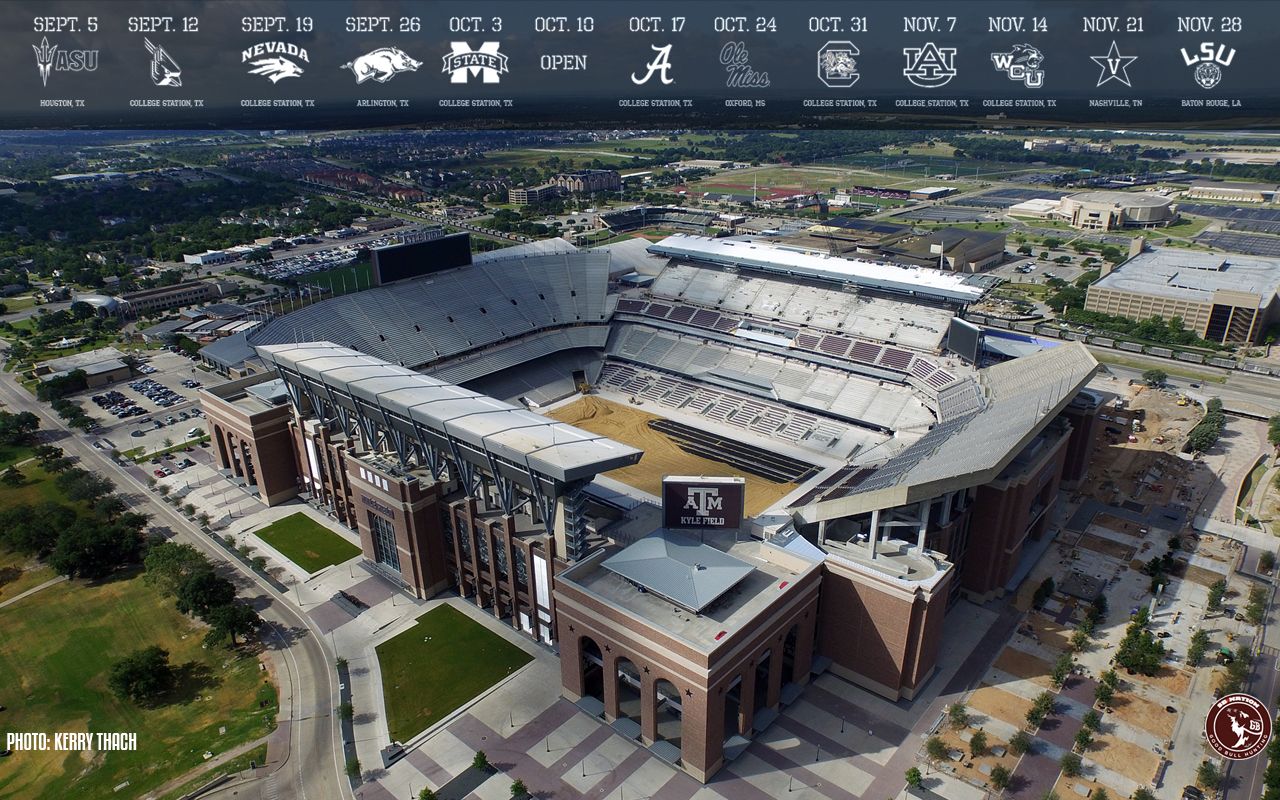 SEPT. 5 SEPT. 12 SEPT. 19 SEPT. 26 OCT. 3 OCT. 10 OCT. 17 OCT. 24 OCT. 31 NOV. 7 NOV. 14 NOV. 21 NOV. 28
ASU NEVADA STATE OPEN A Ole Miss C AU WCU V LSU
HOUSTON, TX COLLEGE STATION, TX COLLEGE STATION, TX ARLINGTON, TX COLLEGE STATION, TX COLLEGE STATION, TX OXFORD, MS COLLEGE STATION, TX COLLEGE STATION, TX COLLEGE STATION, TX NASHVILLE, TN BATON ROUGE, LA
ATM
KYLE FIELD
PHOTO: KERRY THACH
SB NATION
GOOD BULL HUNTING